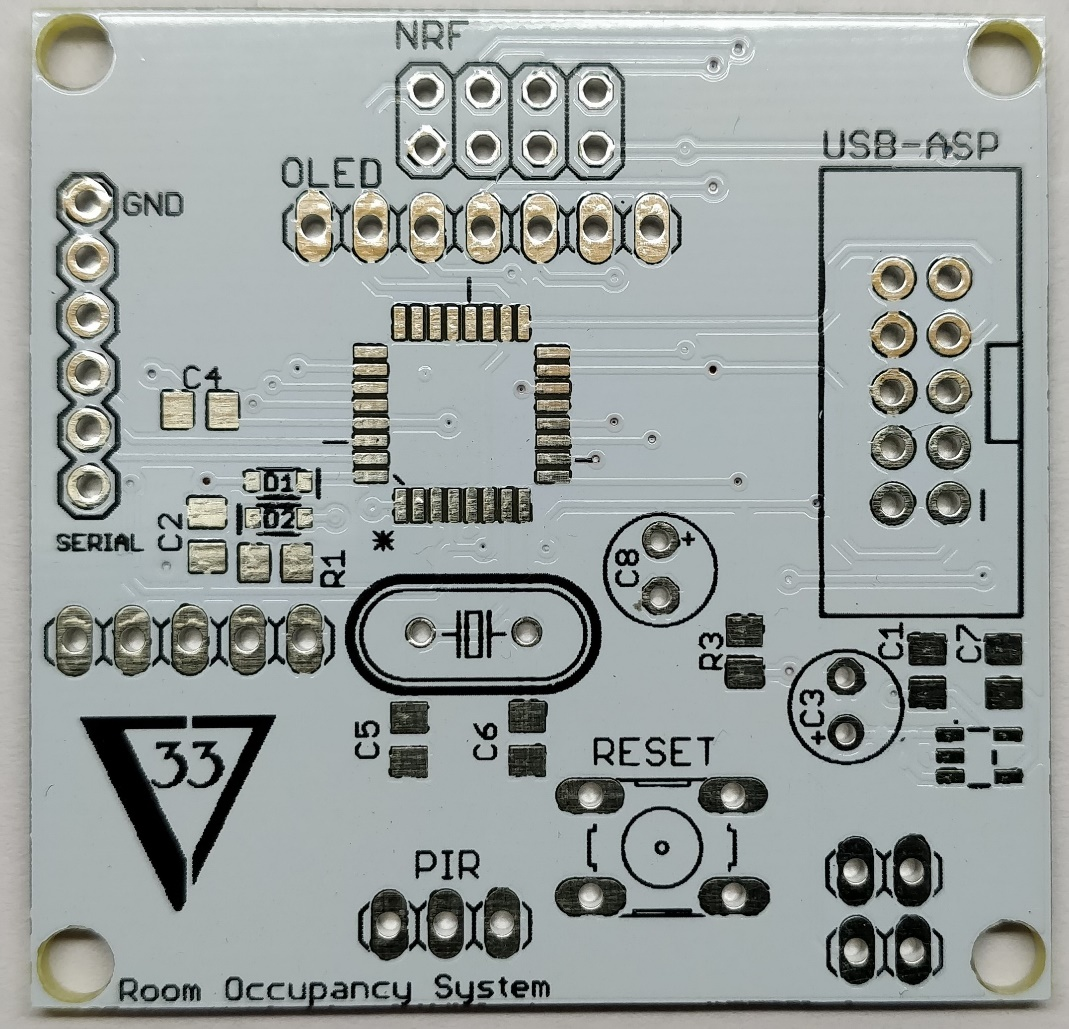 NRF
USB-ASP
OLED
GND
C4
D1
D2
C2
R1
SERIAL
C8
+
R3
C1
C7
C3
+
C5
C6
33
RESET
PIR
Room Occupancy System